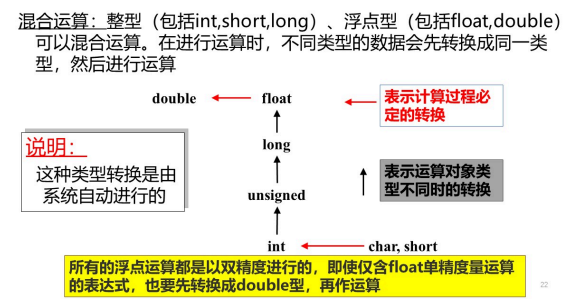 混合运算：整型（包括int,short,long）、浮点型（包括float,double）
可以混合运算。在进行运算时，不同类型的数据会先转换成同一类
型，然后进行运算
double
float
表示计算过程必
定的转换
long
说明：
这种类型转换是由
系统自动进行的
表示运算对象类
型不同时的转换
unsigned
int
char, short
所有的浮点运算都是以双精度进行的，即使仅含float单精度量运算
的表达式，也要先转换成double型，再作运算
22